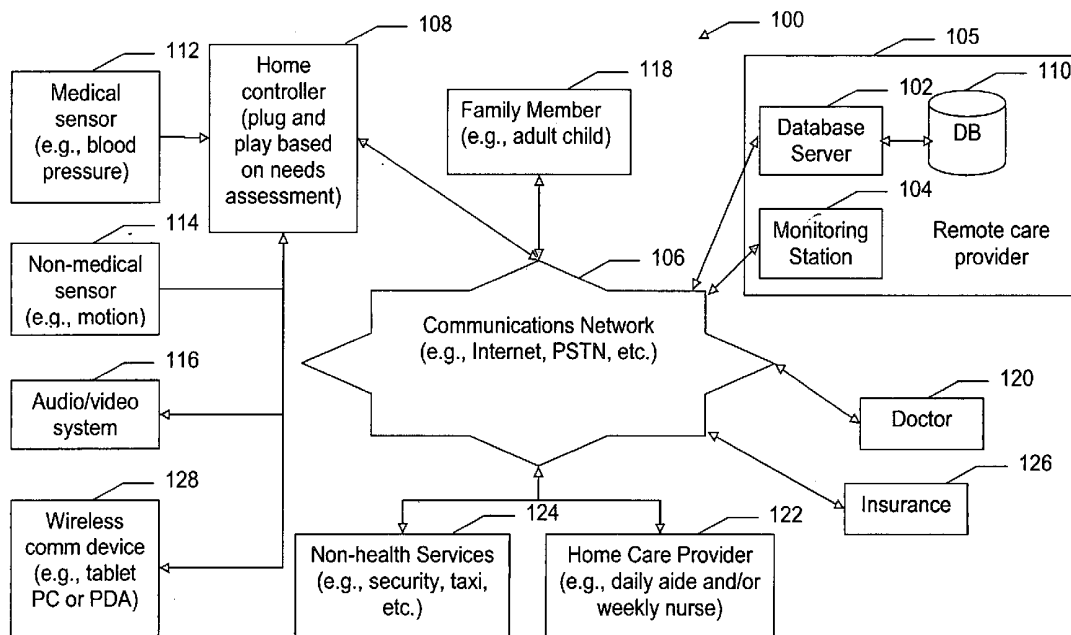 100
112
Medical
sensor
(e.g., blood
pressure)
108
Home
controller
(plug and
play based
on needs
assessment)
118
Family Member
(e.g., adult child)
105
102
Database
Server
110
DB
104
Monitoring
Station
Remote care
provider
114
Non-medical
sensor
(e.g., motion)
106
Communications Network
(e.g., Internet, PSTN, etc.)
116
Audio/video
system
120
Doctor
126
Insurance
128
Wireless
comm device
(e.g., tablet
PC or PDA)
124
Non-health Services
(e.g., security, taxi,
etc.)
122
Home Care Provider
(e.g., daily aide and/or
weekly nurse)